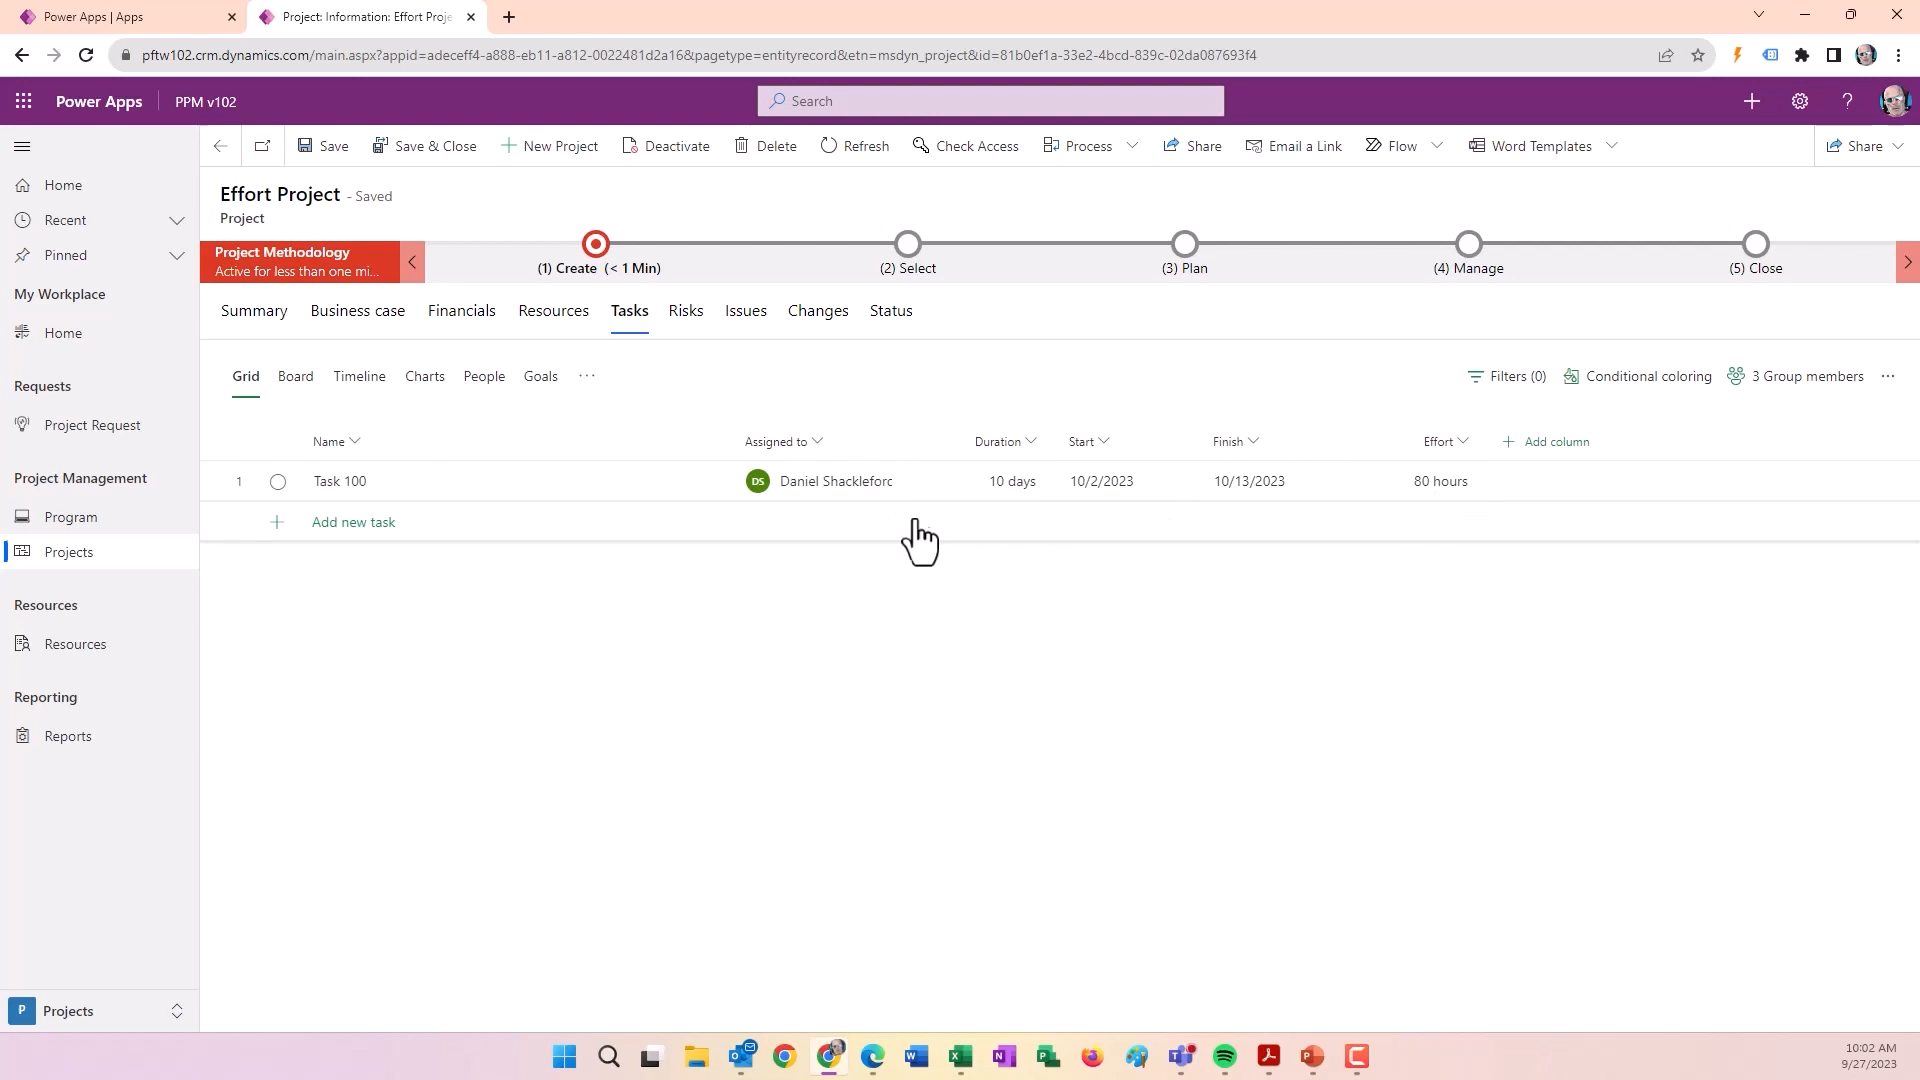 Power Apps | Apps
Project: Information: Effort Proje
pftw102.crm.dynamics.com/main.aspx?appid=adeceff4-a888-eb11-a812-0022481d2a16&pagetype=entityrecord&etn=msdyn_project&id=81b0ef1a-33e2-4bcd-839c-02da087693f4
Power Apps
PPM v102
Search
Save
Save & Close
New Project
Deactivate
Delete
Refresh
Check Access
Process
Share
Email a Link
Flow
Word Templates
Share
Home
Recent
Pinned
My Workplace
Home
Requests
Project Request
Project Management
Program
Projects
Resources
Resources
Reporting
Reports
P Projects
Effort Project - Saved
Project
Project Methodology
Active for less than one mi...
(1) Create (< 1 Min)
(2) Select
(3) Plan
(4) Manage
(5) Close
Summary
Business case
Financials
Resources
Tasks
Risks
Issues
Changes
Status
Grid
Board
Timeline
Charts
People
Goals
Filters (0)
Conditional coloring
3 Group members
Name
Assigned to
Duration
Start
Finish
Effort
Add column
1
Task 100
DS Daniel Shackleforc
10 days
10/2/2023
10/13/2023
80 hours
Add new task
10:02 AM
9/27/2023